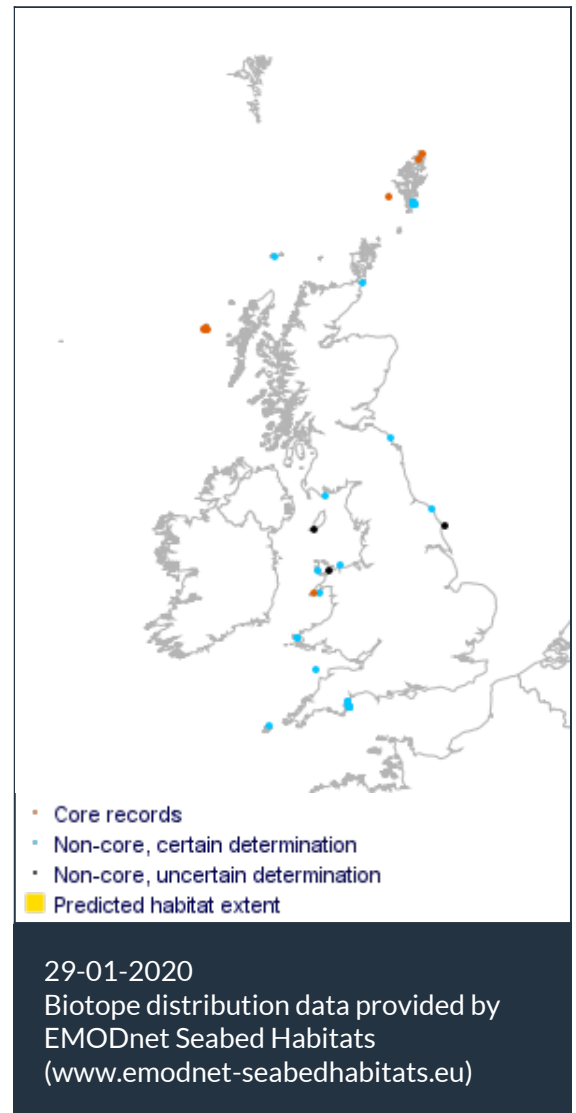 Core records
Non-core, certain determination
Non-core, uncertain determination
Predicted habitat extent
29-01-2020
Biotope distribution data provided by
EMODnet Seabed Habitats
(www.emodnet-seabedhabitats.eu)